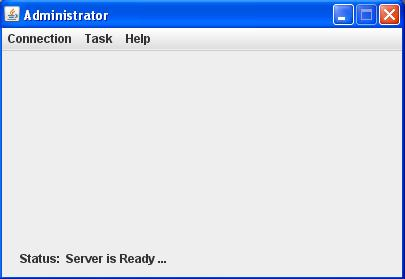 Administrator
Connection Task Help
Status: Server is Ready ...